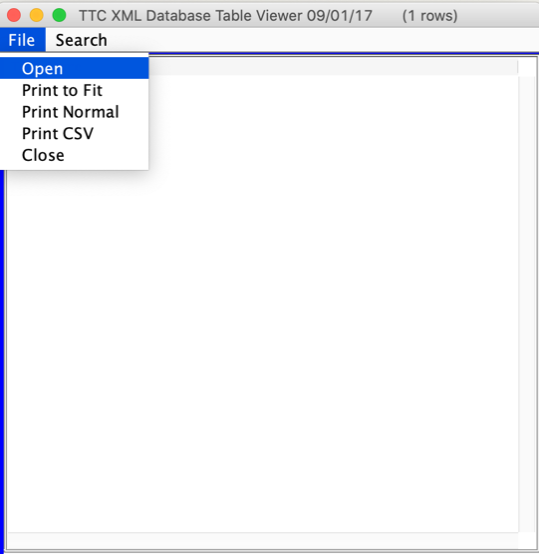 TTC XML Database Table Viewer 09/01/17 (1 rows)
File Search
Open
Print to Fit
Print Normal
Print CSV
Close